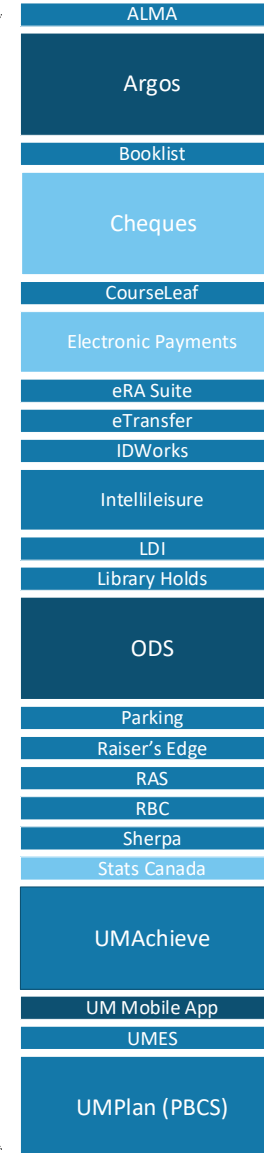 ALMA
Argos
Booklist
Cheques
CourseLeaf
Electronic Payments
eRA Suite
eTransfer
IDWorks
Intellileisure
LDI
Library Holds
ODS
Parking
Raiser's Edge
RAS
RBC
Sherpa
Stats Canada
UMAchieve
UM Mobile App
UMES
UMPlan (PBCS)